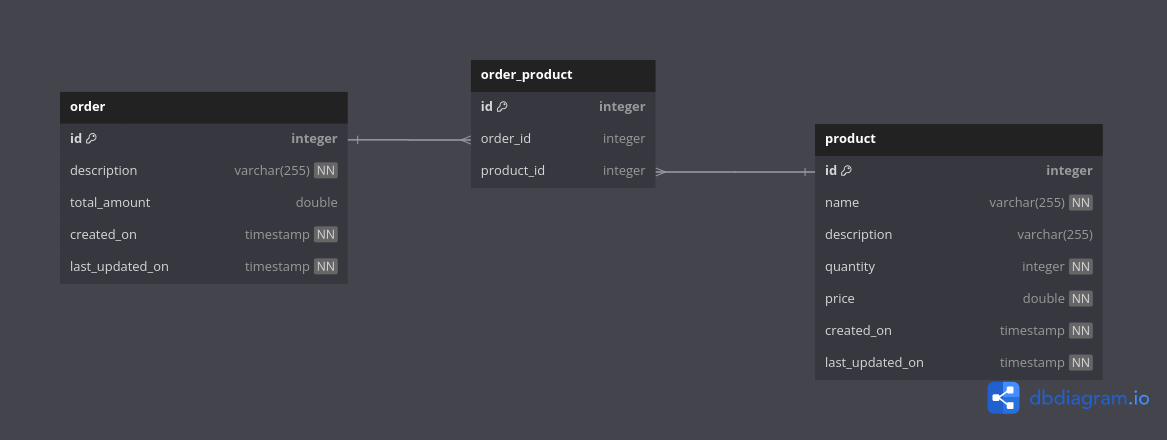 order
id integer
description varchar(255) NN
total_amount double
created_on timestamp NN
last_updated_on timestamp NN
order_product
id integer
order_id integer
product_id integer
product
id integer
name varchar(255) NN
description varchar(255)
quantity integer NN
price double NN
created_on timestamp NN
last_updated_on timestamp NN
dbdiagram.io